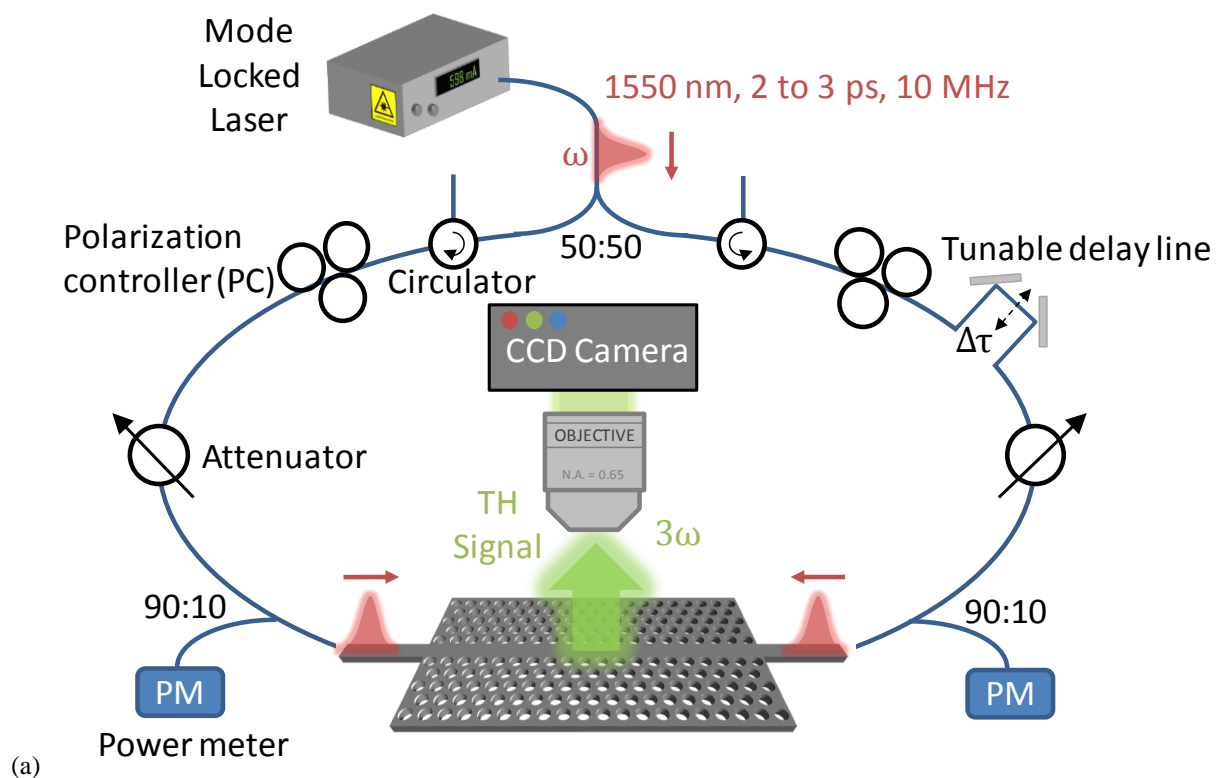 Mode
Locked
Laser
598 mA
1550 nm, 2 to 3 ps, 10 MHz
ω
50:50
Polarization
controller (PC)
Circulator
Tunable delay line
Δτ
CCD Camera
OBJECTIVE
N.A. = 0.65
Attenuator
TH
Signal
3ω
90:10
90:10
PM
PM
Power meter
(a)